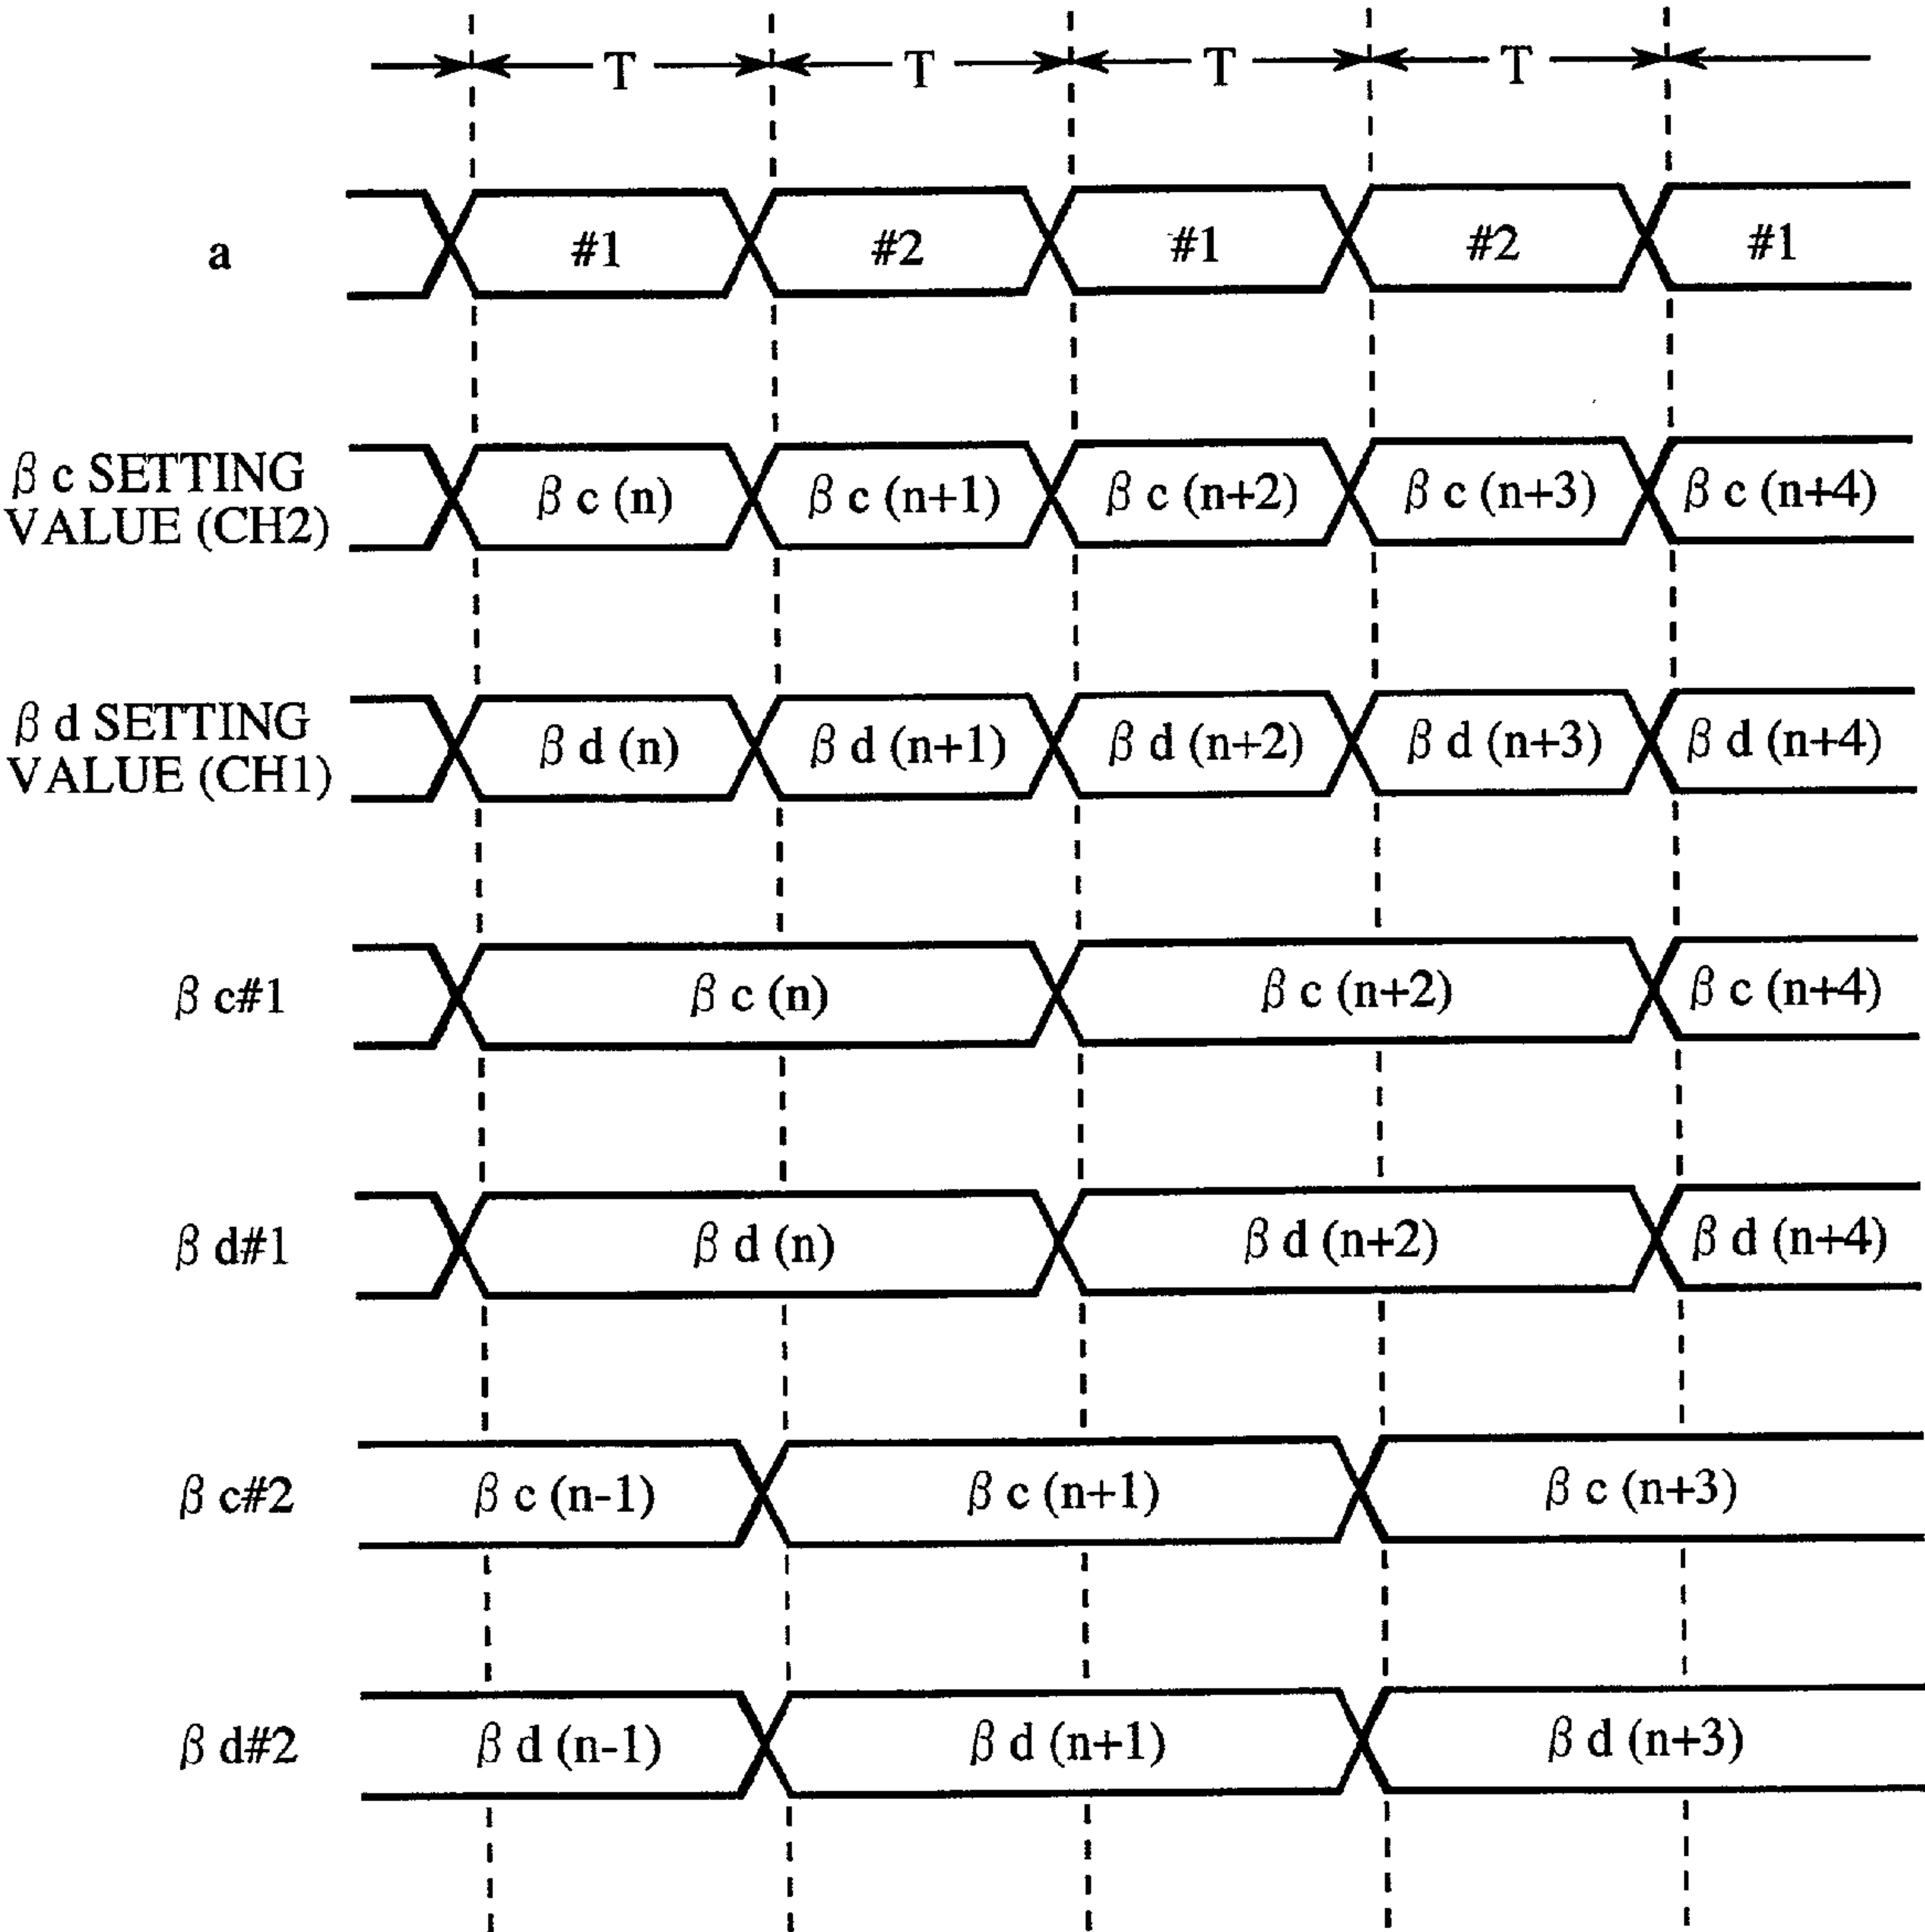 T T T T
a #1 #2 #1 #2 #1
β c SETTING
VALUE (CH2)
β c (n) β c (n+1) β c (n+2) β c (n+3) β c (n+4)
β d SETTING
VALUE (CH1)
β d (n) β d (n+1) β d (n+2) β d (n+3) β d (n+4)
β c#1 β c (n) β c (n+2) β c (n+4)
β d#1 β d (n) β d (n+2) β d (n+4)
β c#2 β c (n-1) β c (n+1) β c (n+3)
β d#2 β d (n-1) β d (n+1) β d (n+3)